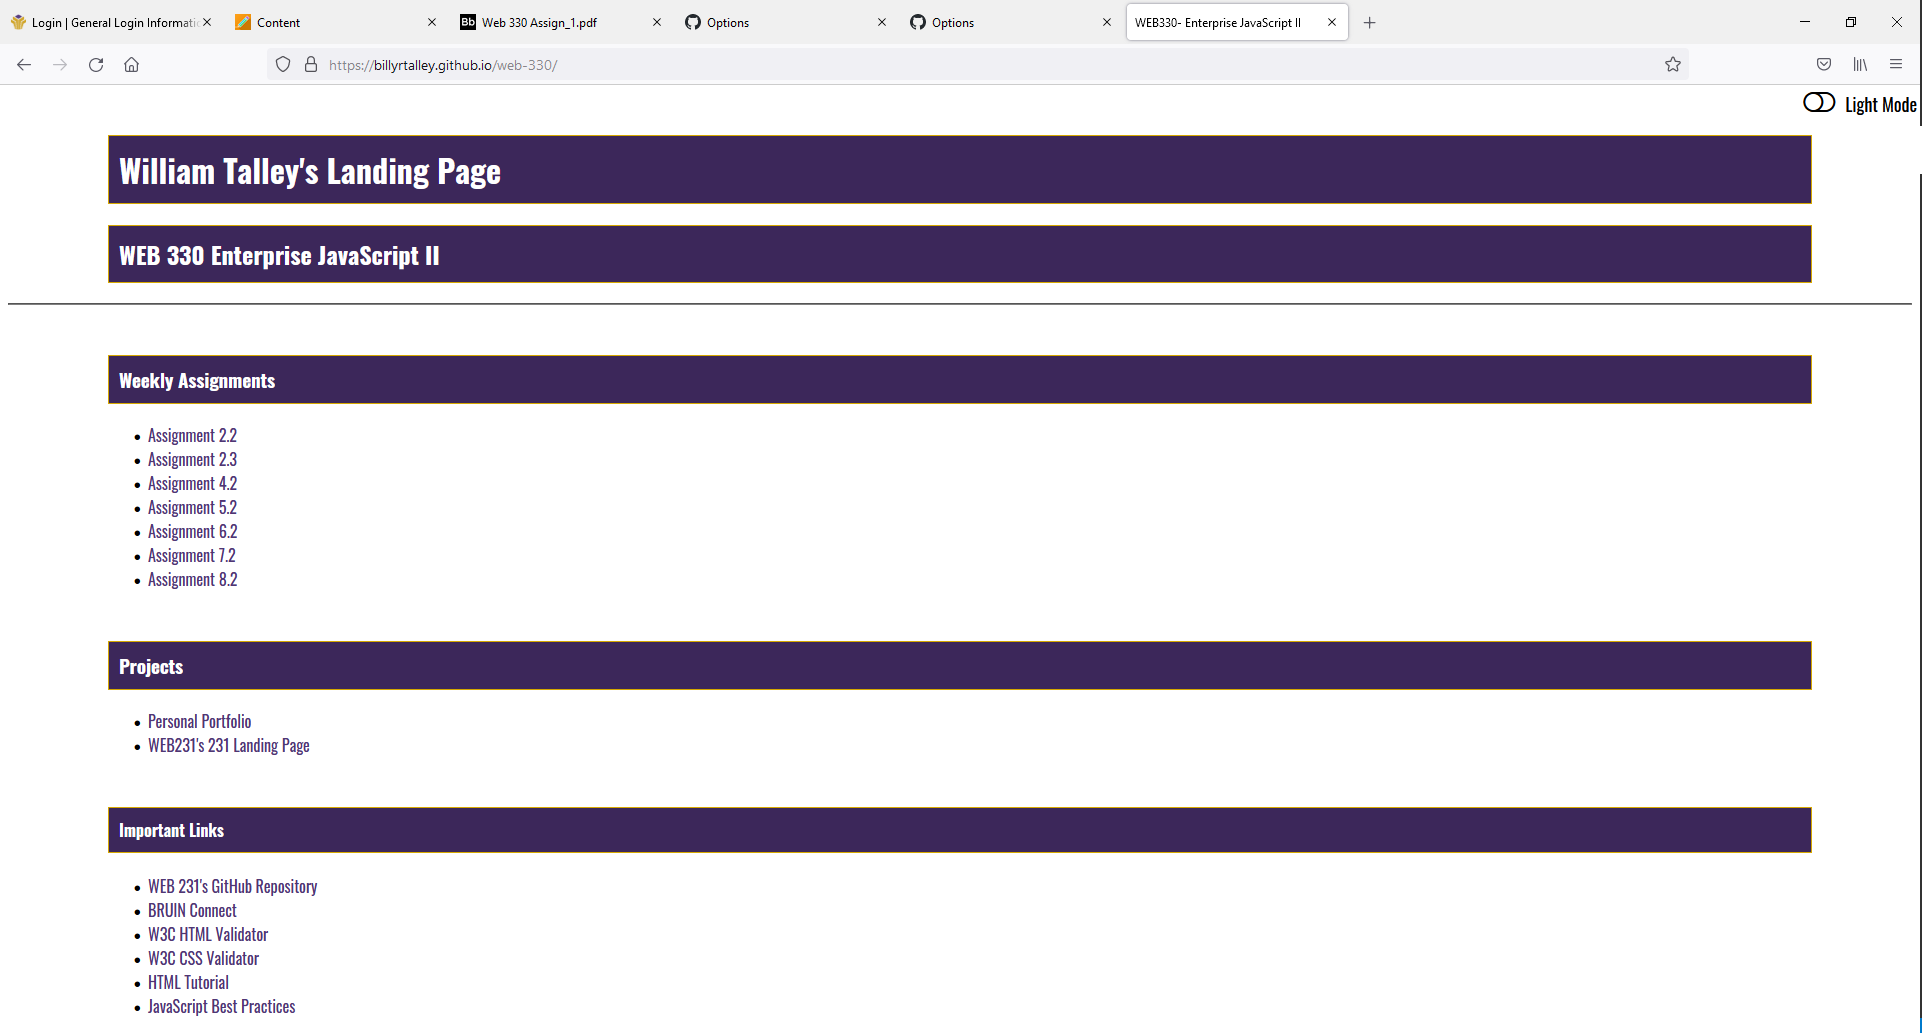 Login | General Login Informatic
Content
Bb Web 330 Assign_1.pdf
Options
Options
WEB330- Enterprise JavaScript II
https://billyrtalley.github.io/web-330/
Light Mode
William Talley's Landing Page
WEB 330 Enterprise JavaScript II
Weekly Assignments
Assignment 2.2
Assignment 2.3
Assignment 4.2
Assignment 5.2
Assignment 6.2
Assignment 7.2
Assignment 8.2
Projects
Personal Portfolio
WEB231's 231 Landing Page
Important Links
WEB 231's GitHub Repository
BRUIN Connect
W3C HTML Validator
W3C CSS Validator
HTML Tutorial
JavaScript Best Practices